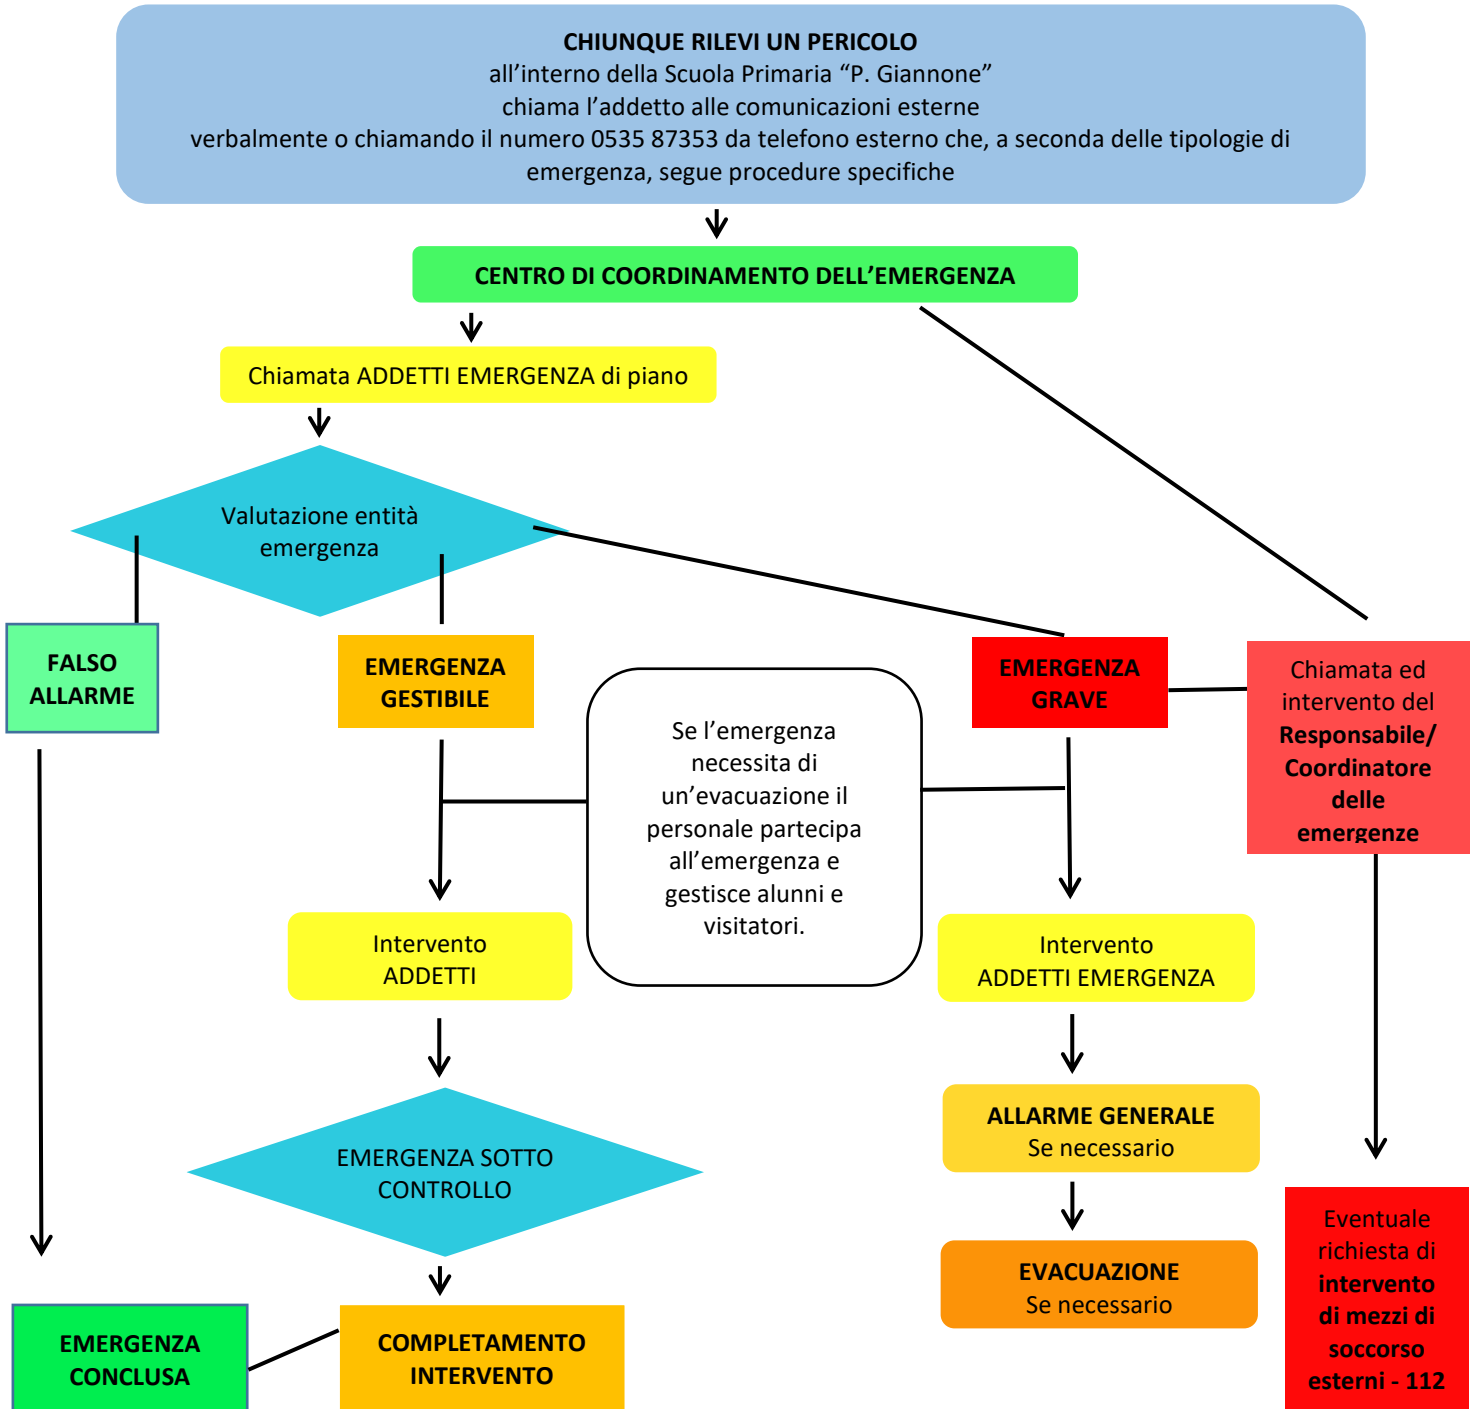 CHIUNQUE RILEVI UN PERICOLO
all’interno della Scuola Primaria “P. Giannone”
chiama l’addetto alle comunicazioni esterne
verbalmente o chiamando il numero 0535 87353 da telefono esterno che, a seconda delle tipologie di
emergenza, segue procedure specifiche
CENTRO DI COORDINAMENTO DELL’EMERGENZA
Chiamata ADDETTI EMERGENZA di piano
Valutazione entità
emergenza
FALSO
ALLARME
EMERGENZA
GESTIBILE
Se l’emergenza
necessita di
un’evacuazione il
personale partecipa
all’emergenza e
gestisce alunni e
visitatori.
EMERGENZA
GRAVE
Chiamata ed
intervento del
Responsabile/
Coordinatore
delle
emergenze
Intervento
ADDETTI
Intervento
ADDETTI EMERGENZA
EMERGENZA SOTTO
CONTROLLO
ALLARME GENERALE
Se necessario
EVACUAZIONE
Se necessario
Eventuale
richiesta di
intervento
di mezzi di
soccorso
esterni - 112
EMERGENZA
CONCLUSA
COMPLETAMENTO
INTERVENTO